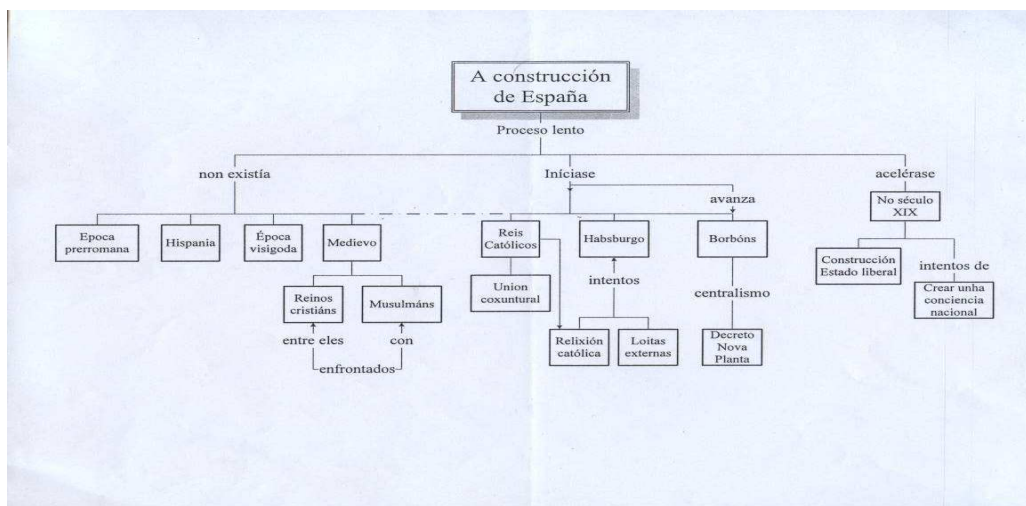 A construcción
de España
Proceso lento
non existía
Iníciase
acelérase
avanza
No século
XIX
Epoca
prerromana
Hispania
Época
visigoda
Medievo
Reis
Católicos
Habsburgo
Borbóns
Construcción
Estado liberal
intentos de
Crear unha
conciencia
nacional
Reinos
cristiáns
Musulmáns
Union
coxuntural
intentos
centralismo
entre eles
con
enfrontados
Relixión
católica
Loitas
externas
Decreto
Nova
Planta